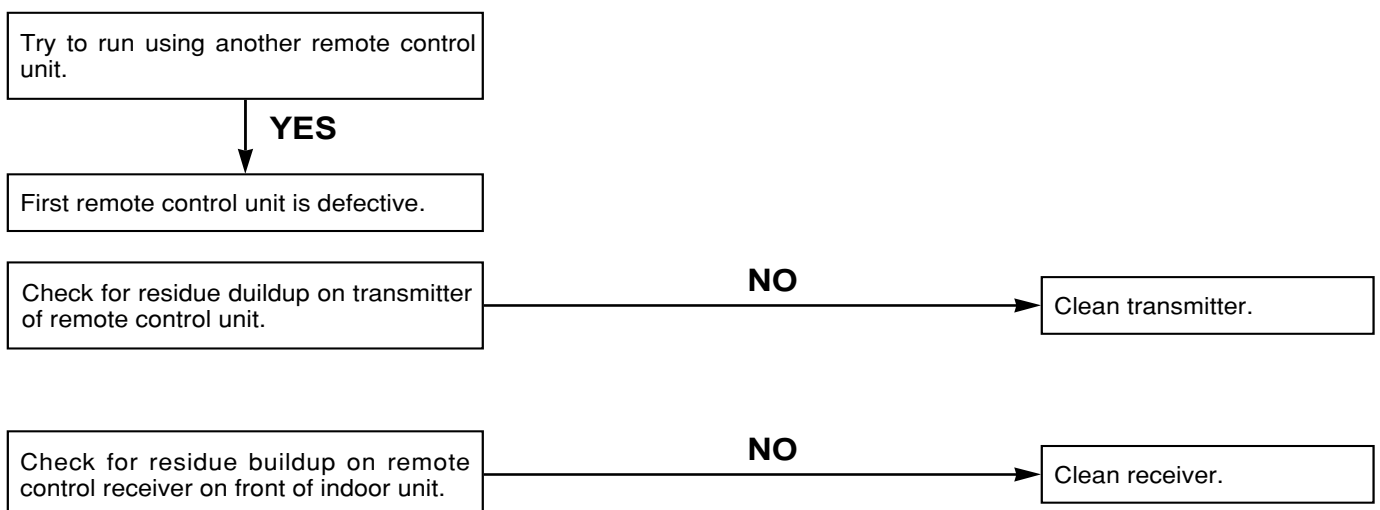 Try to run using another remote control
unit.
YES
First remote control unit is defective.
Check for residue duildup on transmitter
of remote control unit.
NO
Clean transmitter.
Check for residue buildup on remote
control receiver on front of indoor unit.
NO
Clean receiver.